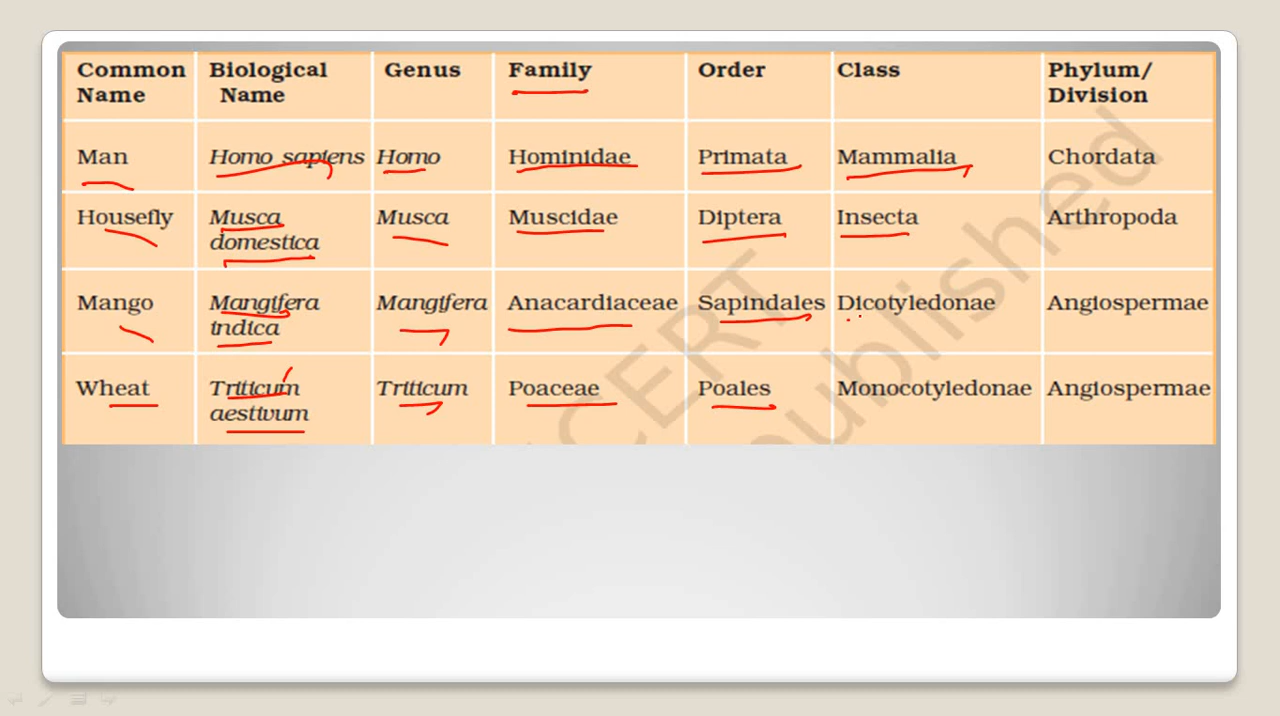 Common Name Biological Name Genus Family Order Class Phylum/ Division
Man Homo sapiens Homo Hominidae Primata Mammalia Chordata
Housefly Musca domestica Musca Muscidae Diptera Insecta Arthropoda
Mango Mangifera indica Mangifera Anacardiaceae Sapindales Dicotyledonae Angiospermae
Wheat Triticum aestivum Triticum Poaceae Poales Monocotyledonae Angiospermae